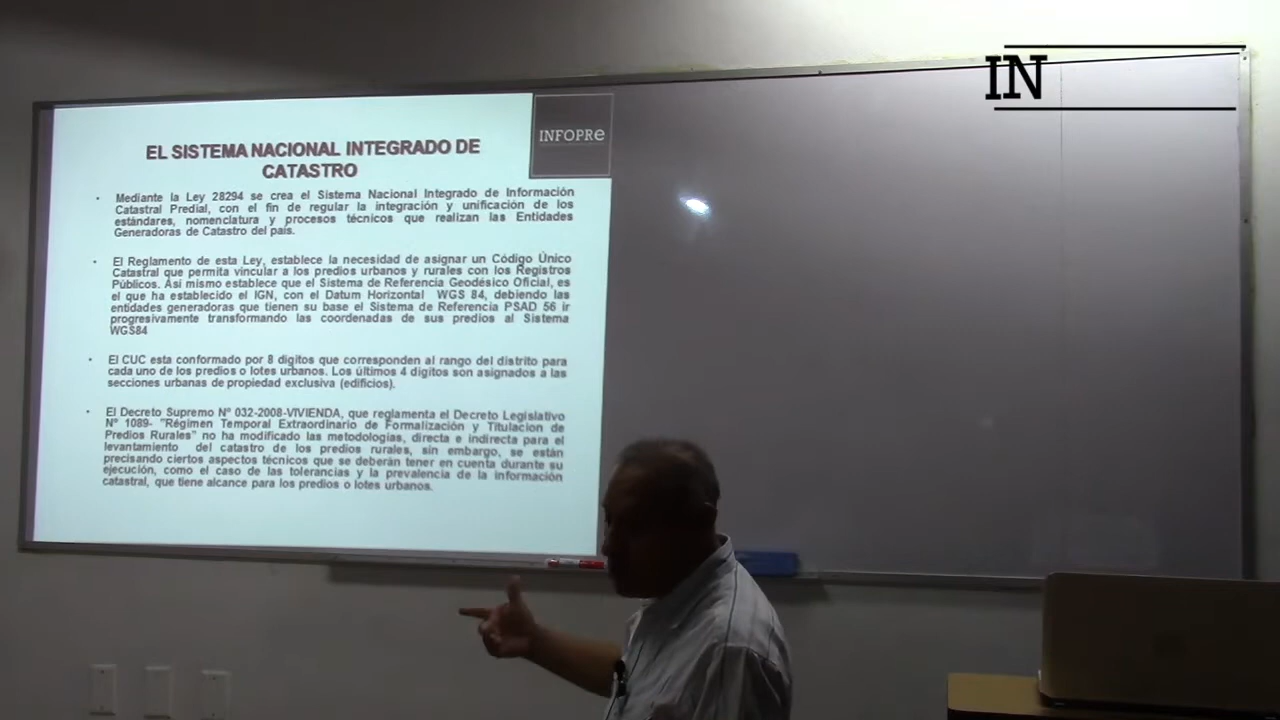 IN
INFOPRe
EL SISTEMA NACIONAL INTEGRADO DE
CATASTRO
• Mediante la Ley 28294 se crea el Sistema Nacional Integrado de Información
Catastral Predial, con el fin de regular la integración y unificación de los
estándares, nomenclatura y procesos técnicos que realizan las Entidades
Generadoras de Catastro del país.
• El Reglamento de esta Ley, establece la necesidad de asignar un Código Único
Catastral que permita vincular a los predios urbanos y rurales con los Registros
Públicos. Así mismo establece que el Sistema de Referencia Geodésico Oficial, es
el que ha establecido el IGN, con el Datum Horizontal WGS 84, debiendo las
entidades generadoras que tienen su base el Sistema de Referencia PSAD 56 ir
progresivamente transformando las coordenadas de sus predios al Sistema
WGS84
• El CUC esta conformado por 8 digitos que corresponden al rango del distrito para
cada uno de los predios o lotes urbanos. Los últimos 4 digitos son asignados a las
secciones urbanas de propiedad exclusiva (edificios).
• El Decreto Supremo Nº 032-2008-VIVIENDA, que reglamenta el Decreto Legislativo
Nº 1089- "Régimen Temporal Extraordinario de Formalización y Titulacion de
Predios Rurales" no ha modificado las metodologías, directa e indirecta para el
levantamiento del catastro de los predios rurales, sin embargo, se están
precisando ciertos aspectos técnicos que se deberán tener en cuenta durante su
ejecución, como el caso de las tolerancias y la prevalencia de la información
catastral, que tiene alcance para los predios o lotes urbanos.